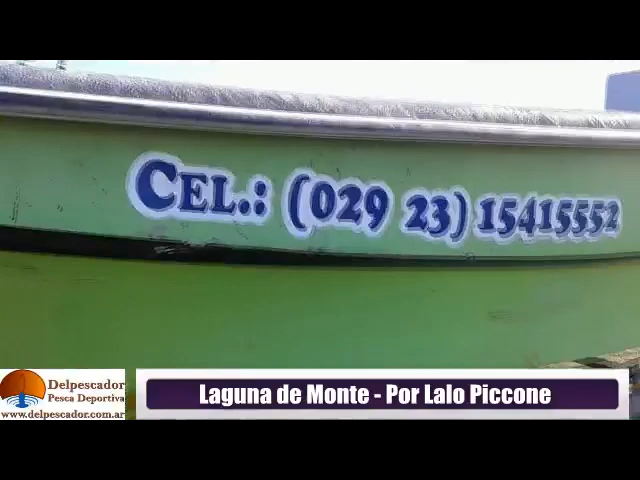 CEL.: (029 23) 15415552
Delpescador
Pesca Deportiva
www.delpescador.com.ar
Laguna de Monte - Por Lalo Piccone